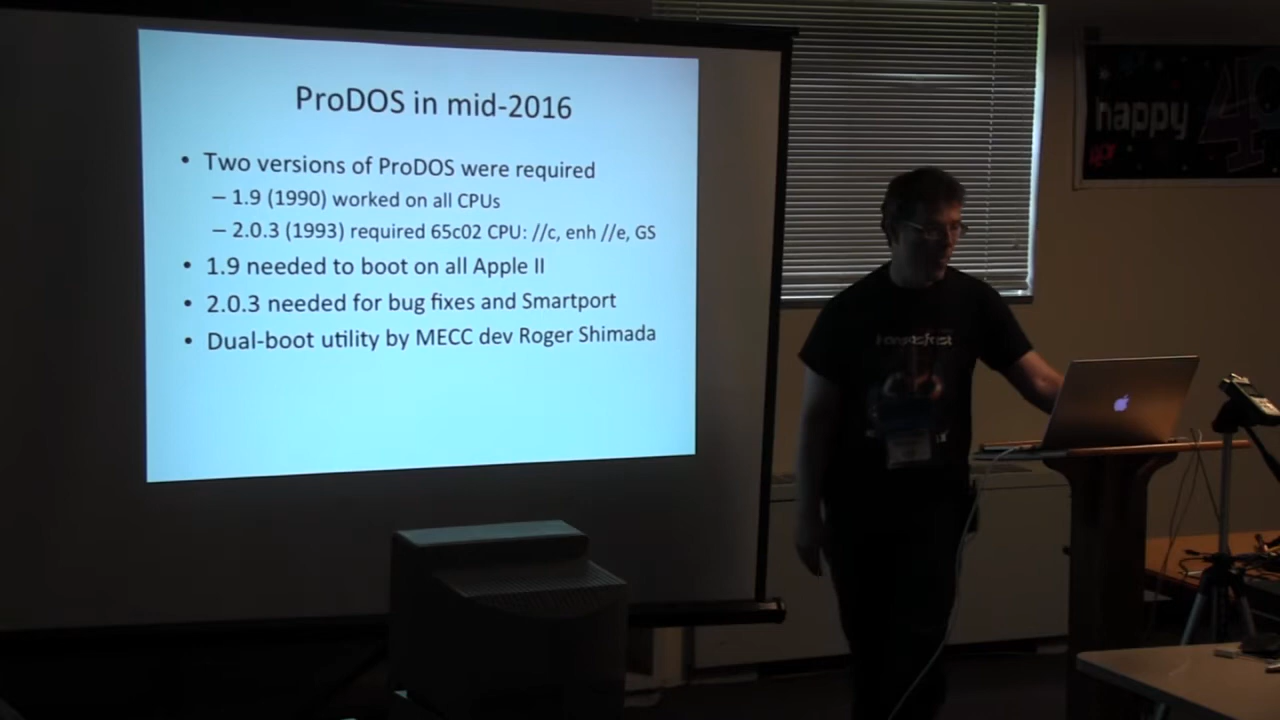 ProDOS in mid-2016
• Two versions of ProDOS were required
– 1.9 (1990) worked on all CPUs
– 2.0.3 (1993) required 65c02 CPU: //c, enh //e, GS
• 1.9 needed to boot on all Apple II
• 2.0.3 needed for bug fixes and Smartport
• Dual-boot utility by MECC dev Roger Shimada
happy
kansasfest